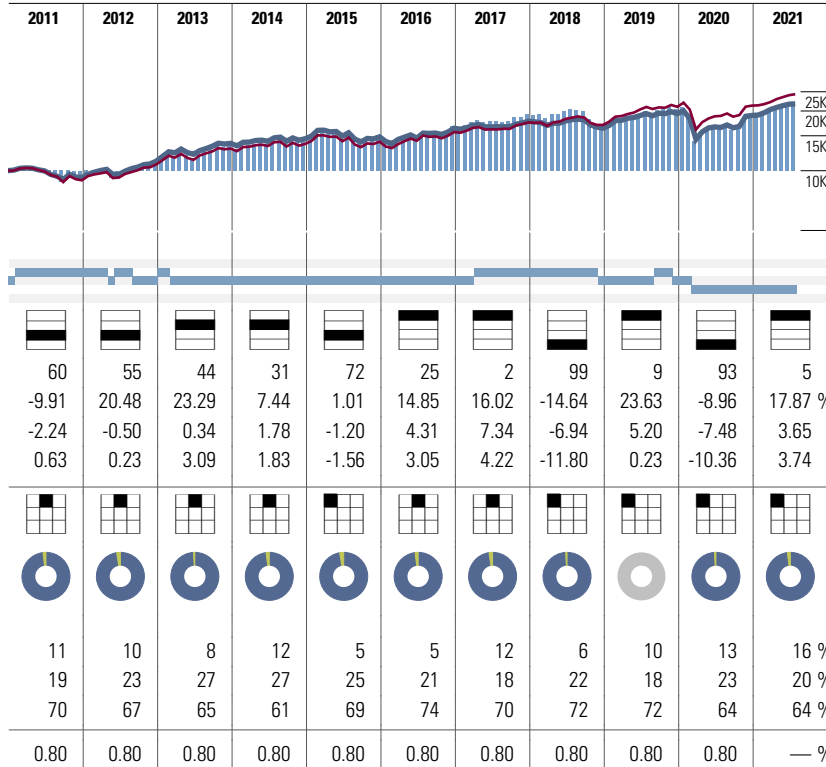 2011 2012 2013 2014 2015 2016 2017 2018 2019 2020 2021
25K
20K
15K
10K
60 55 44 31 72 25 2 99 9 93 5
-9.91 20.48 23.29 7.44 1.01 14.85 16.02 -14.64 23.63 -8.96 17.87 %
-2.24 -0.50 0.34 1.78 -1.20 4.31 7.34 -6.94 5.20 -7.48 3.65
0.63 0.23 3.09 1.83 -1.56 3.05 4.22 -11.80 0.23 -10.36 3.74
11 10 8 12 5 5 12 6 10 13 16 %
19 23 27 27 25 21 18 22 18 23 20 %
70 67 65 61 69 74 70 72 72 64 64 %
0.80 0.80 0.80 0.80 0.80 0.80 0.80 0.80 0.80 0.80 — %